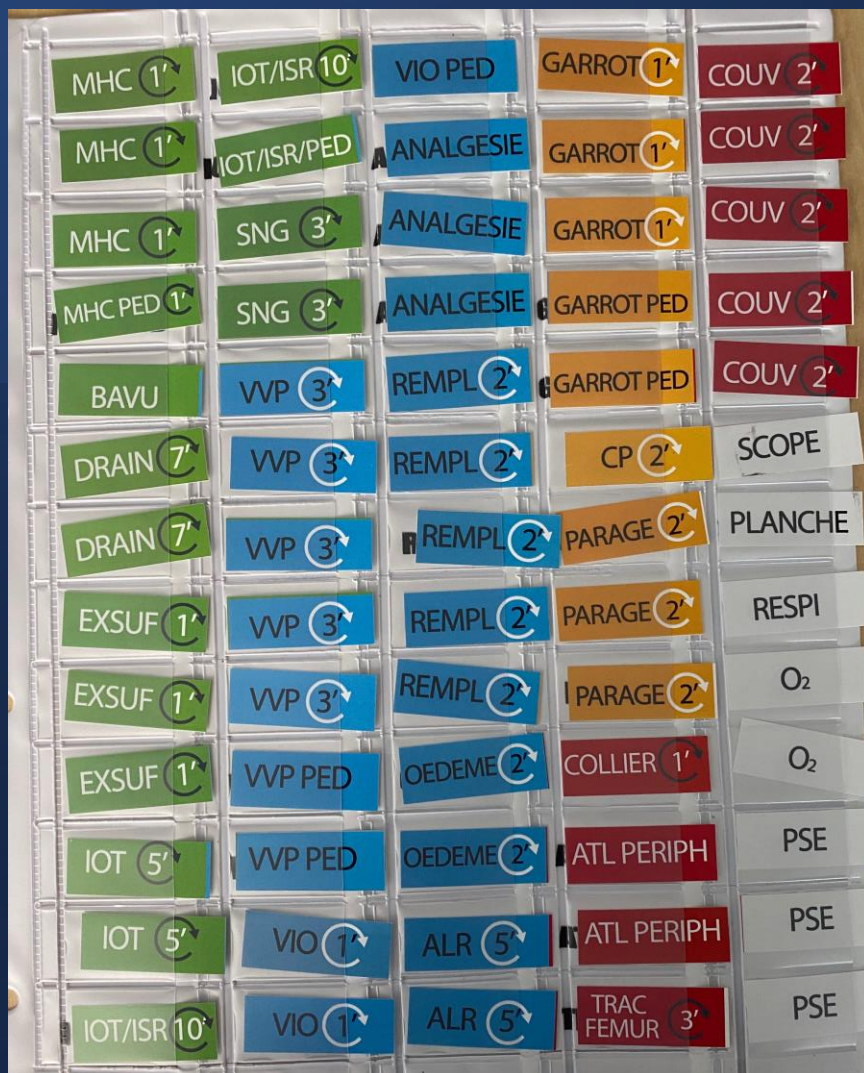 MHC 1' IOT/ISR 10' VIO PED GARROT 1' COUV 2'
MHC 1' IOT/ISR/PED ANALGESIE GARROT 1' COUV 2'
MHC 1' SNG 3' ANALGESIE GARROT 1' COUV 2'
MHC PED 1' SNG 3' ANALGESIE GARROT PED COUV 2'
BAVU VVP 3' REMPL 2' GARROT PED COUV 2'
DRAIN 7' VVP 3' REMPL 2' CP 2' SCOPE
DRAIN 7' VVP 3' REMPL 2' PARAGE 2' PLANCHE
EXSUF 1' VVP 3' REMPL 2' PARAGE 2' RESPI
EXSUF 1' VVP 3' REMPL 2' PARAGE 2' O₂
EXSUF 1' VVP PED OEDEME 2' COLLIER 1' O₂
IOT 5' VVP PED OEDEME 2' ATL PERIPH PSE
IOT 5' VIO 1' ALR 5' ATL PERIPH PSE
IOT/ISR 10' VIO 1' ALR 5' TRAC FEMUR 3' PSE